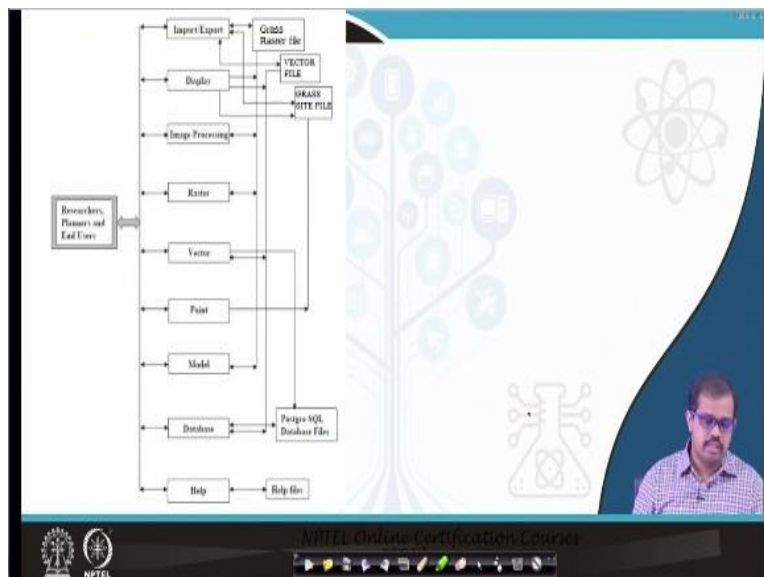 Import/Export
Grass
Raster file
VECTOR
FILE
Display
GRASS
SITE FILE
Image Processing
Raster
Researchers,
Planners and
End Users
Vector
Point
Model
Database
Postgre SQL
Database Files
Help
Help files
NPTEL Online Certification Courses
NPTEL